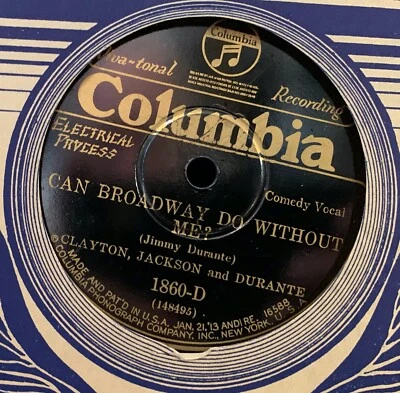 Columbia
Viva-tonal Recording
Columbia
ELECTRICAL
PROCESS
Comedy Vocal
CAN BROADWAY DO WITHOUT
ME?
(Jimmy Durante)
CLAYTON, JACKSON and DURANTE
1860-D
(148495)
MADE AND PAT'D IN U.S.A. JAN. 21,'13 AND RE. 16588
COLUMBIA PHONOGRAPH COMPANY, INC., NEW YORK, U.S.A.